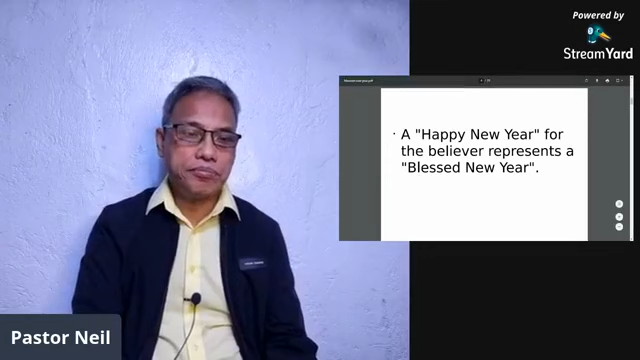 Powered by
StreamYard
· A "Happy New Year" for
the believer represents a
"Blessed New Year".
Pastor Neil